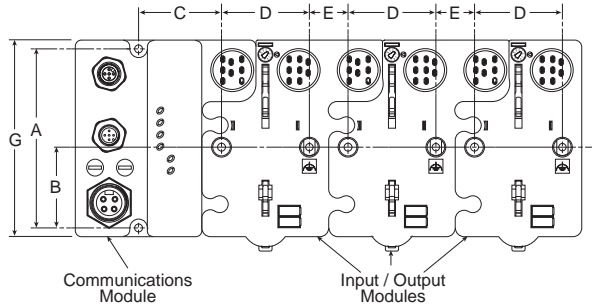 C D E D E D
G
A
B
Communications
Module
Input / Output
Modules